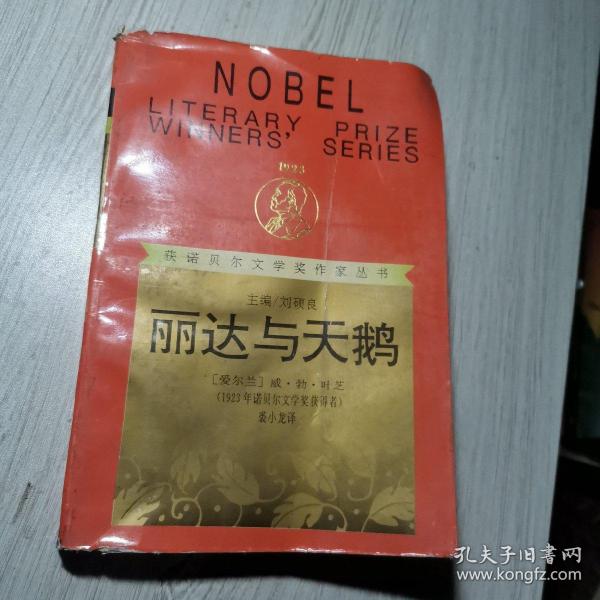 NOBEL
LITERARY PRIZE
WINNERS' SERIES
1923
获诺贝尔文学奖作家丛书
主编/刘硕良
丽达与天鹅
[爱尔兰]威·勃·叶芝
(1923年诺贝尔文学奖获得者)
裘小龙译
孔夫子旧书网
www.kongfz.com